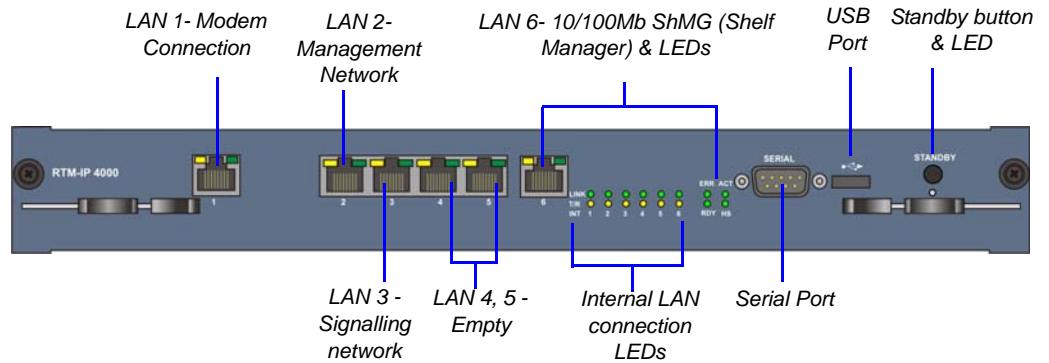 LAN 1- Modem
Connection
LAN 2-
Management
Network
LAN 6- 10/100Mb ShMG (Shelf
Manager) & LEDs
USB
Port
Standby button
& LED
RTM-IP 4000
1
2
3
4
5
6
LINK
T/R
INT 1 2 3 4 5 6
ERR ACT
RDY HS
SERIAL
STANDBY
LAN 3 -
Signalling
network
LAN 4, 5 -
Empty
Internal LAN
connection
LEDs
Serial Port